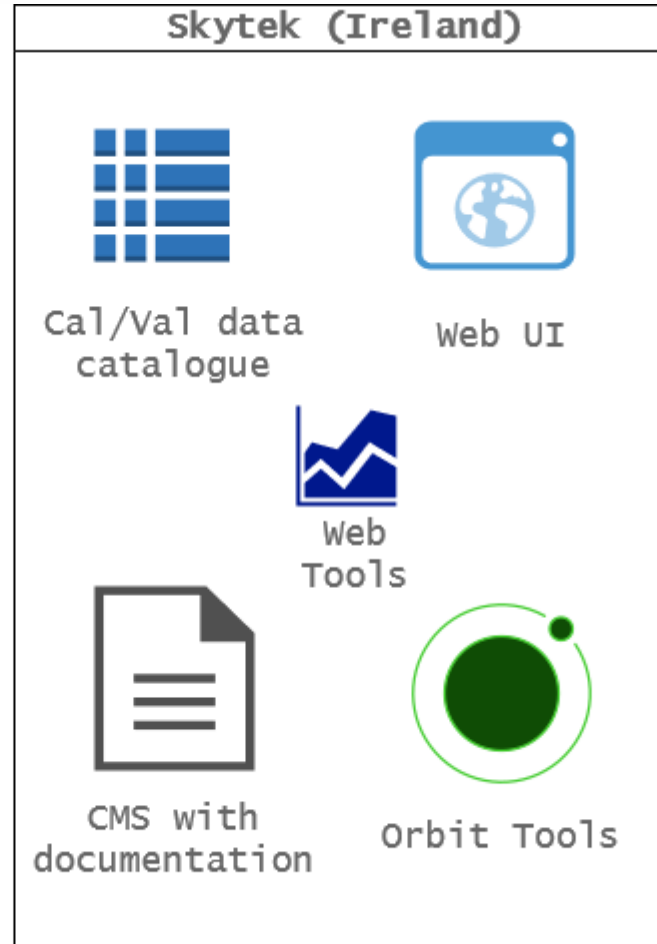 Skytek (Ireland)
Cal/Val data
catalogue
Web UI
Web
Tools
CMS with
documentation
Orbit Tools